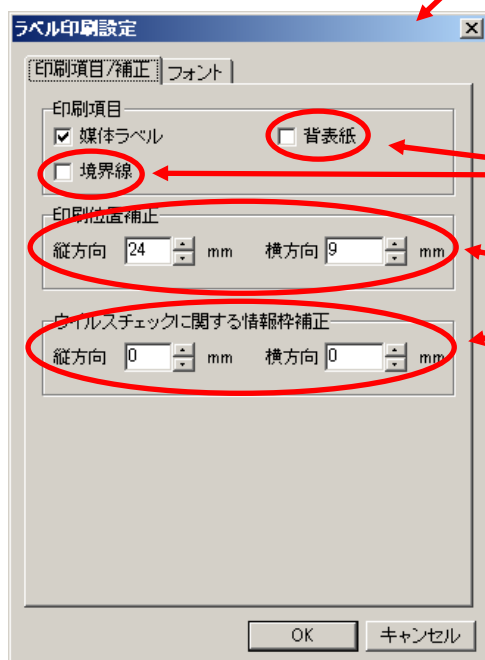 ラベル印刷設定
印刷項目/補正 フォント
印刷項目
媒体ラベル 背表紙
境界線
印刷位置補正
縦方向 24 mm 横方向 9 mm
ウイルスチェックに関する情報枠補正
縦方向 0 mm 横方向 0 mm
OK キャンセル